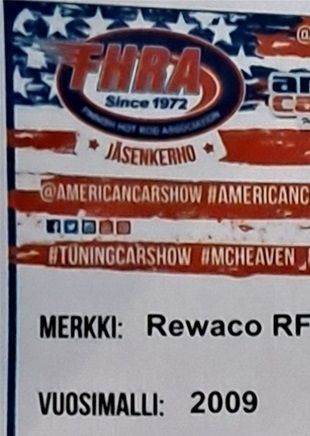 @
FHRA
Since 1972
FINNISH HOT ROD ASSOCIATION
JÄSENKERHO
@AMERICANCARSHOW #AMERICANC
#TUNINGCARSHOW #MCHEAVEN
MERKKI: Rewaco RF
VUOSIMALLI: 2009